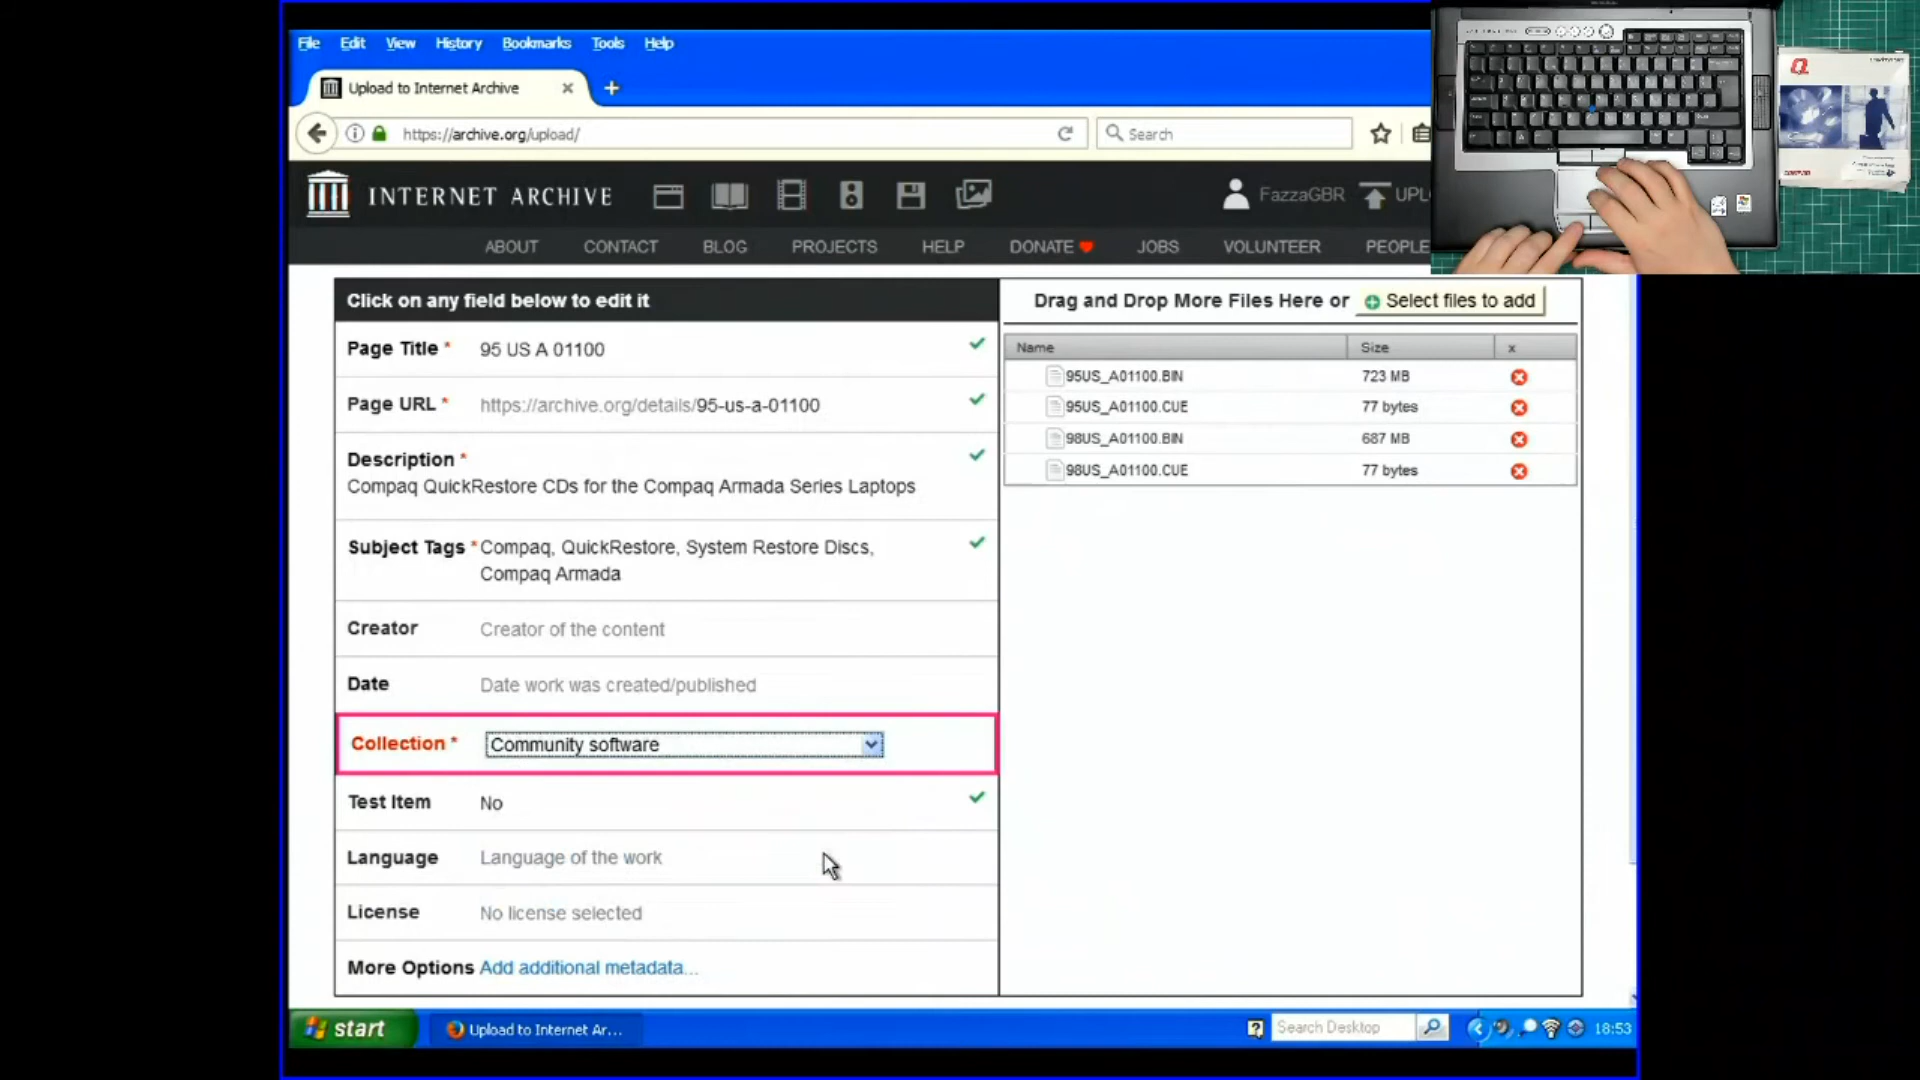 File Edit View History Bookmarks Tools Help
Upload to Internet Archive
https://archive.org/upload/
Search
INTERNET ARCHIVE
FazzaGBR
UPL
ABOUT CONTACT BLOG PROJECTS HELP DONATE JOBS VOLUNTEER PEOPLE
Click on any field below to edit it
Drag and Drop More Files Here or Select files to add
Page Title * 95 US A 01100
Page URL * https://archive.org/details/95-us-a-01100
Description *
Compaq QuickRestore CDs for the Compaq Armada Series Laptops
Subject Tags * Compaq, QuickRestore, System Restore Discs,
Compaq Armada
Creator Creator of the content
Date Date work was created/published
Collection * Community software
Test Item No
Language Language of the work
License No license selected
More Options Add additional metadata...
Name Size x
95US_A01100.BIN 723 MB
95US_A01100.CUE 77 bytes
98US_A01100.BIN 687 MB
98US_A01100.CUE 77 bytes
start
Upload to Internet Ar...
Search Desktop
18:53